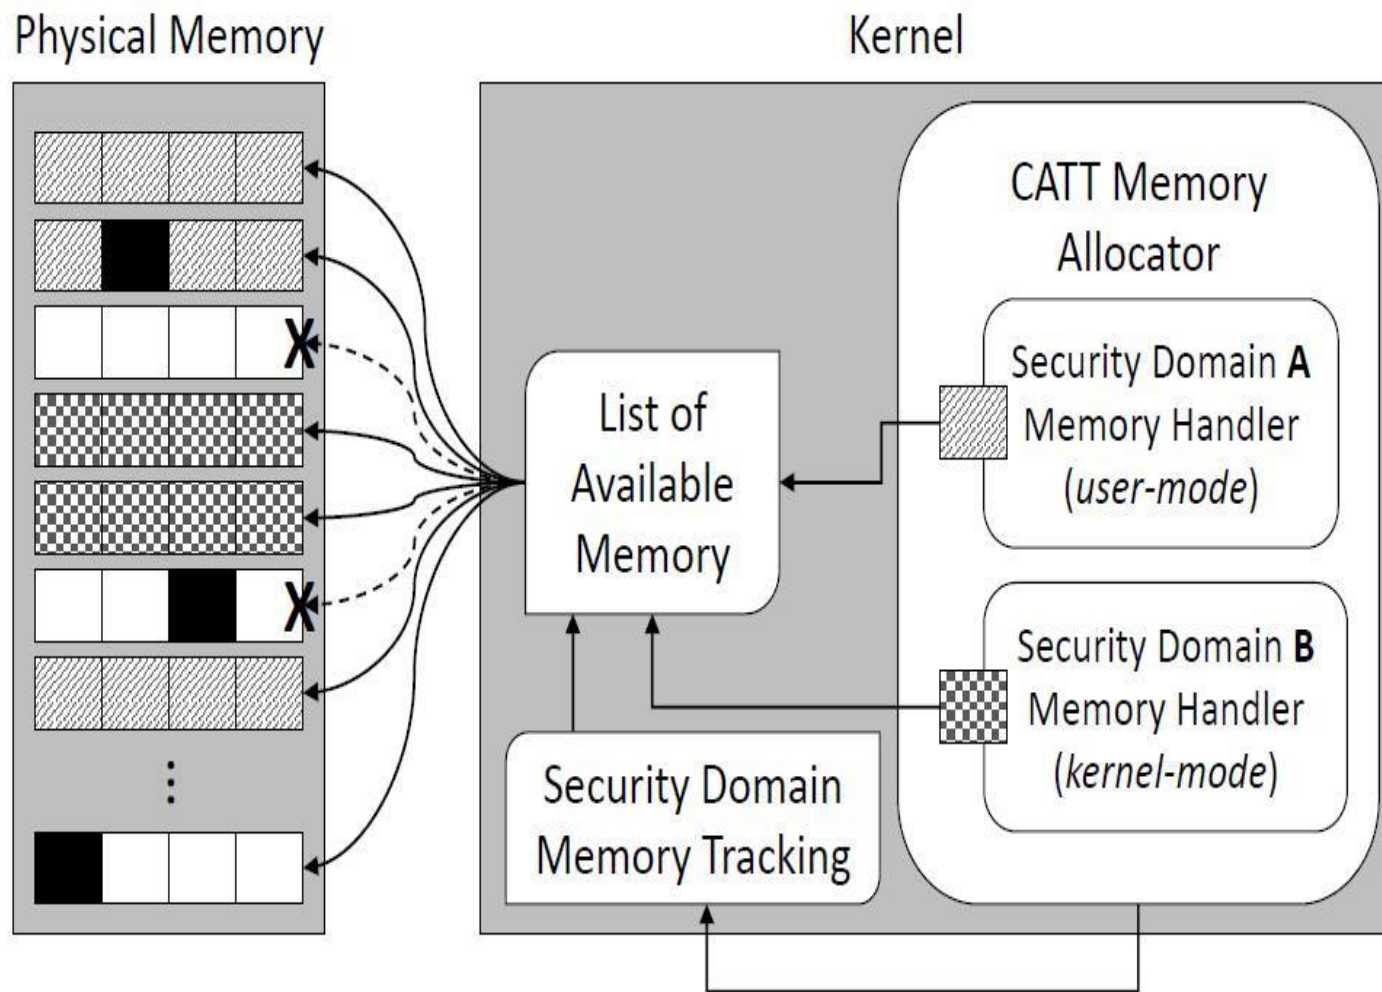 Physical Memory
Kernel
CATT Memory
Allocator
Security Domain A
Memory Handler
(user-mode)
List of
Available
Memory
X
X
Security Domain B
Memory Handler
(kernel-mode)
Security Domain
Memory Tracking